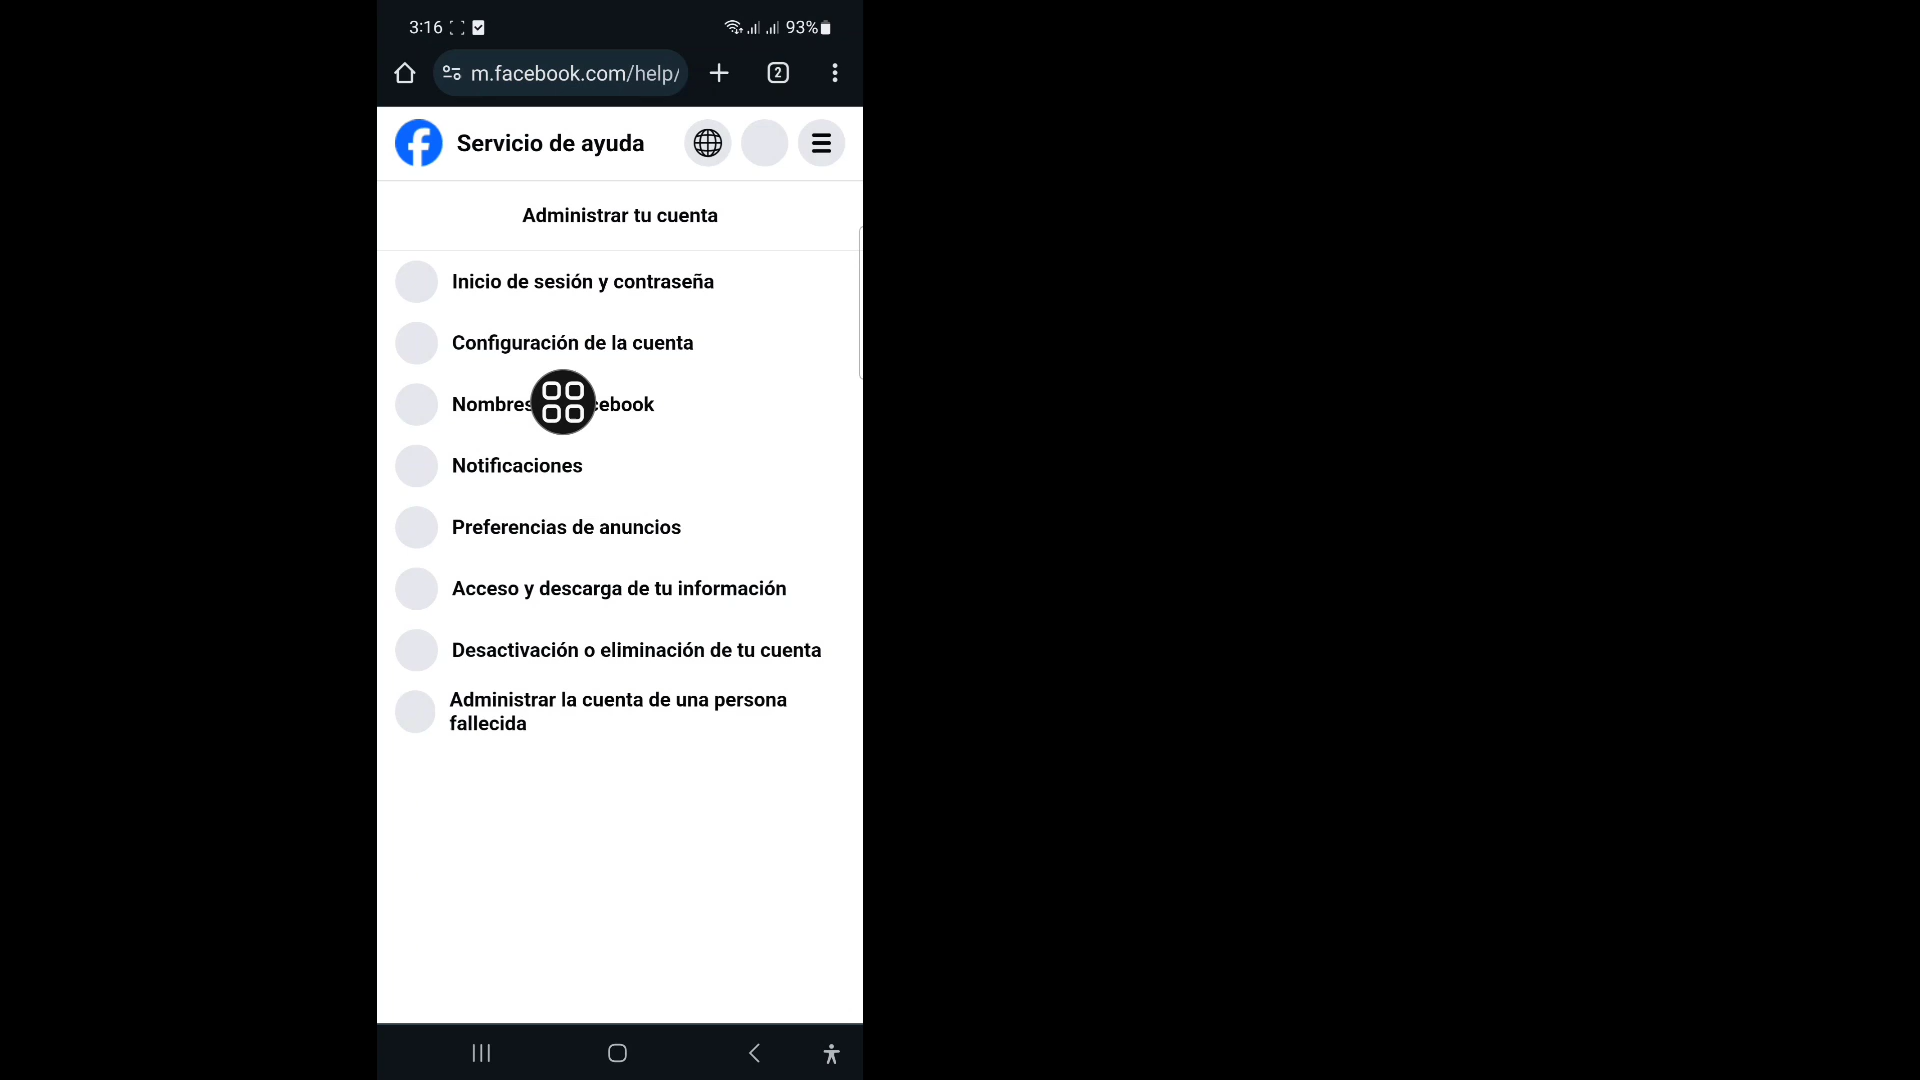 3:16
93%
m.facebook.com/help/
2
Servicio de ayuda
Administrar tu cuenta
Inicio de sesión y contraseña
Configuración de la cuenta
Nombres cebook
Notificaciones
Preferencias de anuncios
Acceso y descarga de tu información
Desactivación o eliminación de tu cuenta
Administrar la cuenta de una persona
fallecida